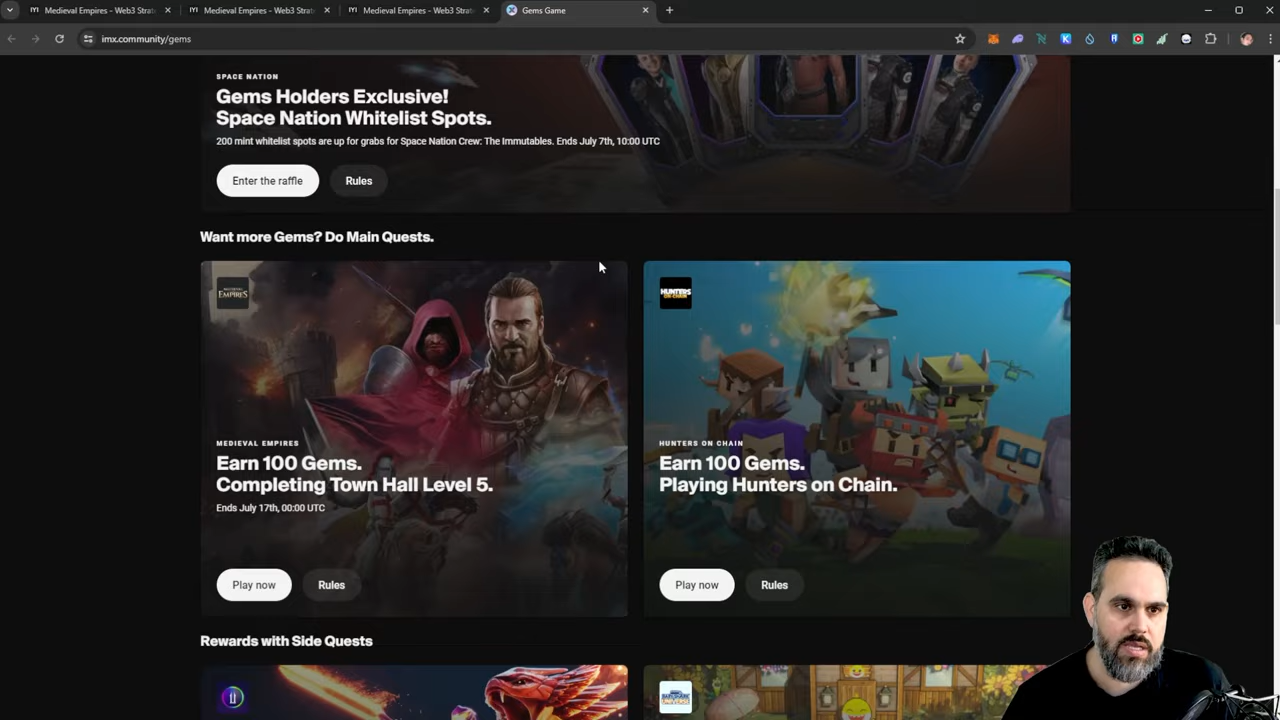 Medieval Empires - Web3 Strat
Medieval Empires - Web3 Strat
Medieval Empires - Web3 Strat
Gems Game
imx.community/gems
SPACE NATION
Gems Holders Exclusive!
Space Nation Whitelist Spots.
200 mint whitelist spots are up for grabs for Space Nation Crew: The Immutables. Ends July 7th, 10:00 UTC
Enter the raffle
Rules
Want more Gems? Do Main Quests.
EMPIRES
HUNTERS
ON-CHAIN
MEDIEVAL EMPIRES
Earn 100 Gems.
Completing Town Hall Level 5.
Ends July 17th, 00:00 UTC
Play now
Rules
HUNTERS ON CHAIN
Earn 100 Gems.
Playing Hunters on Chain.
Play now
Rules
Rewards with Side Quests